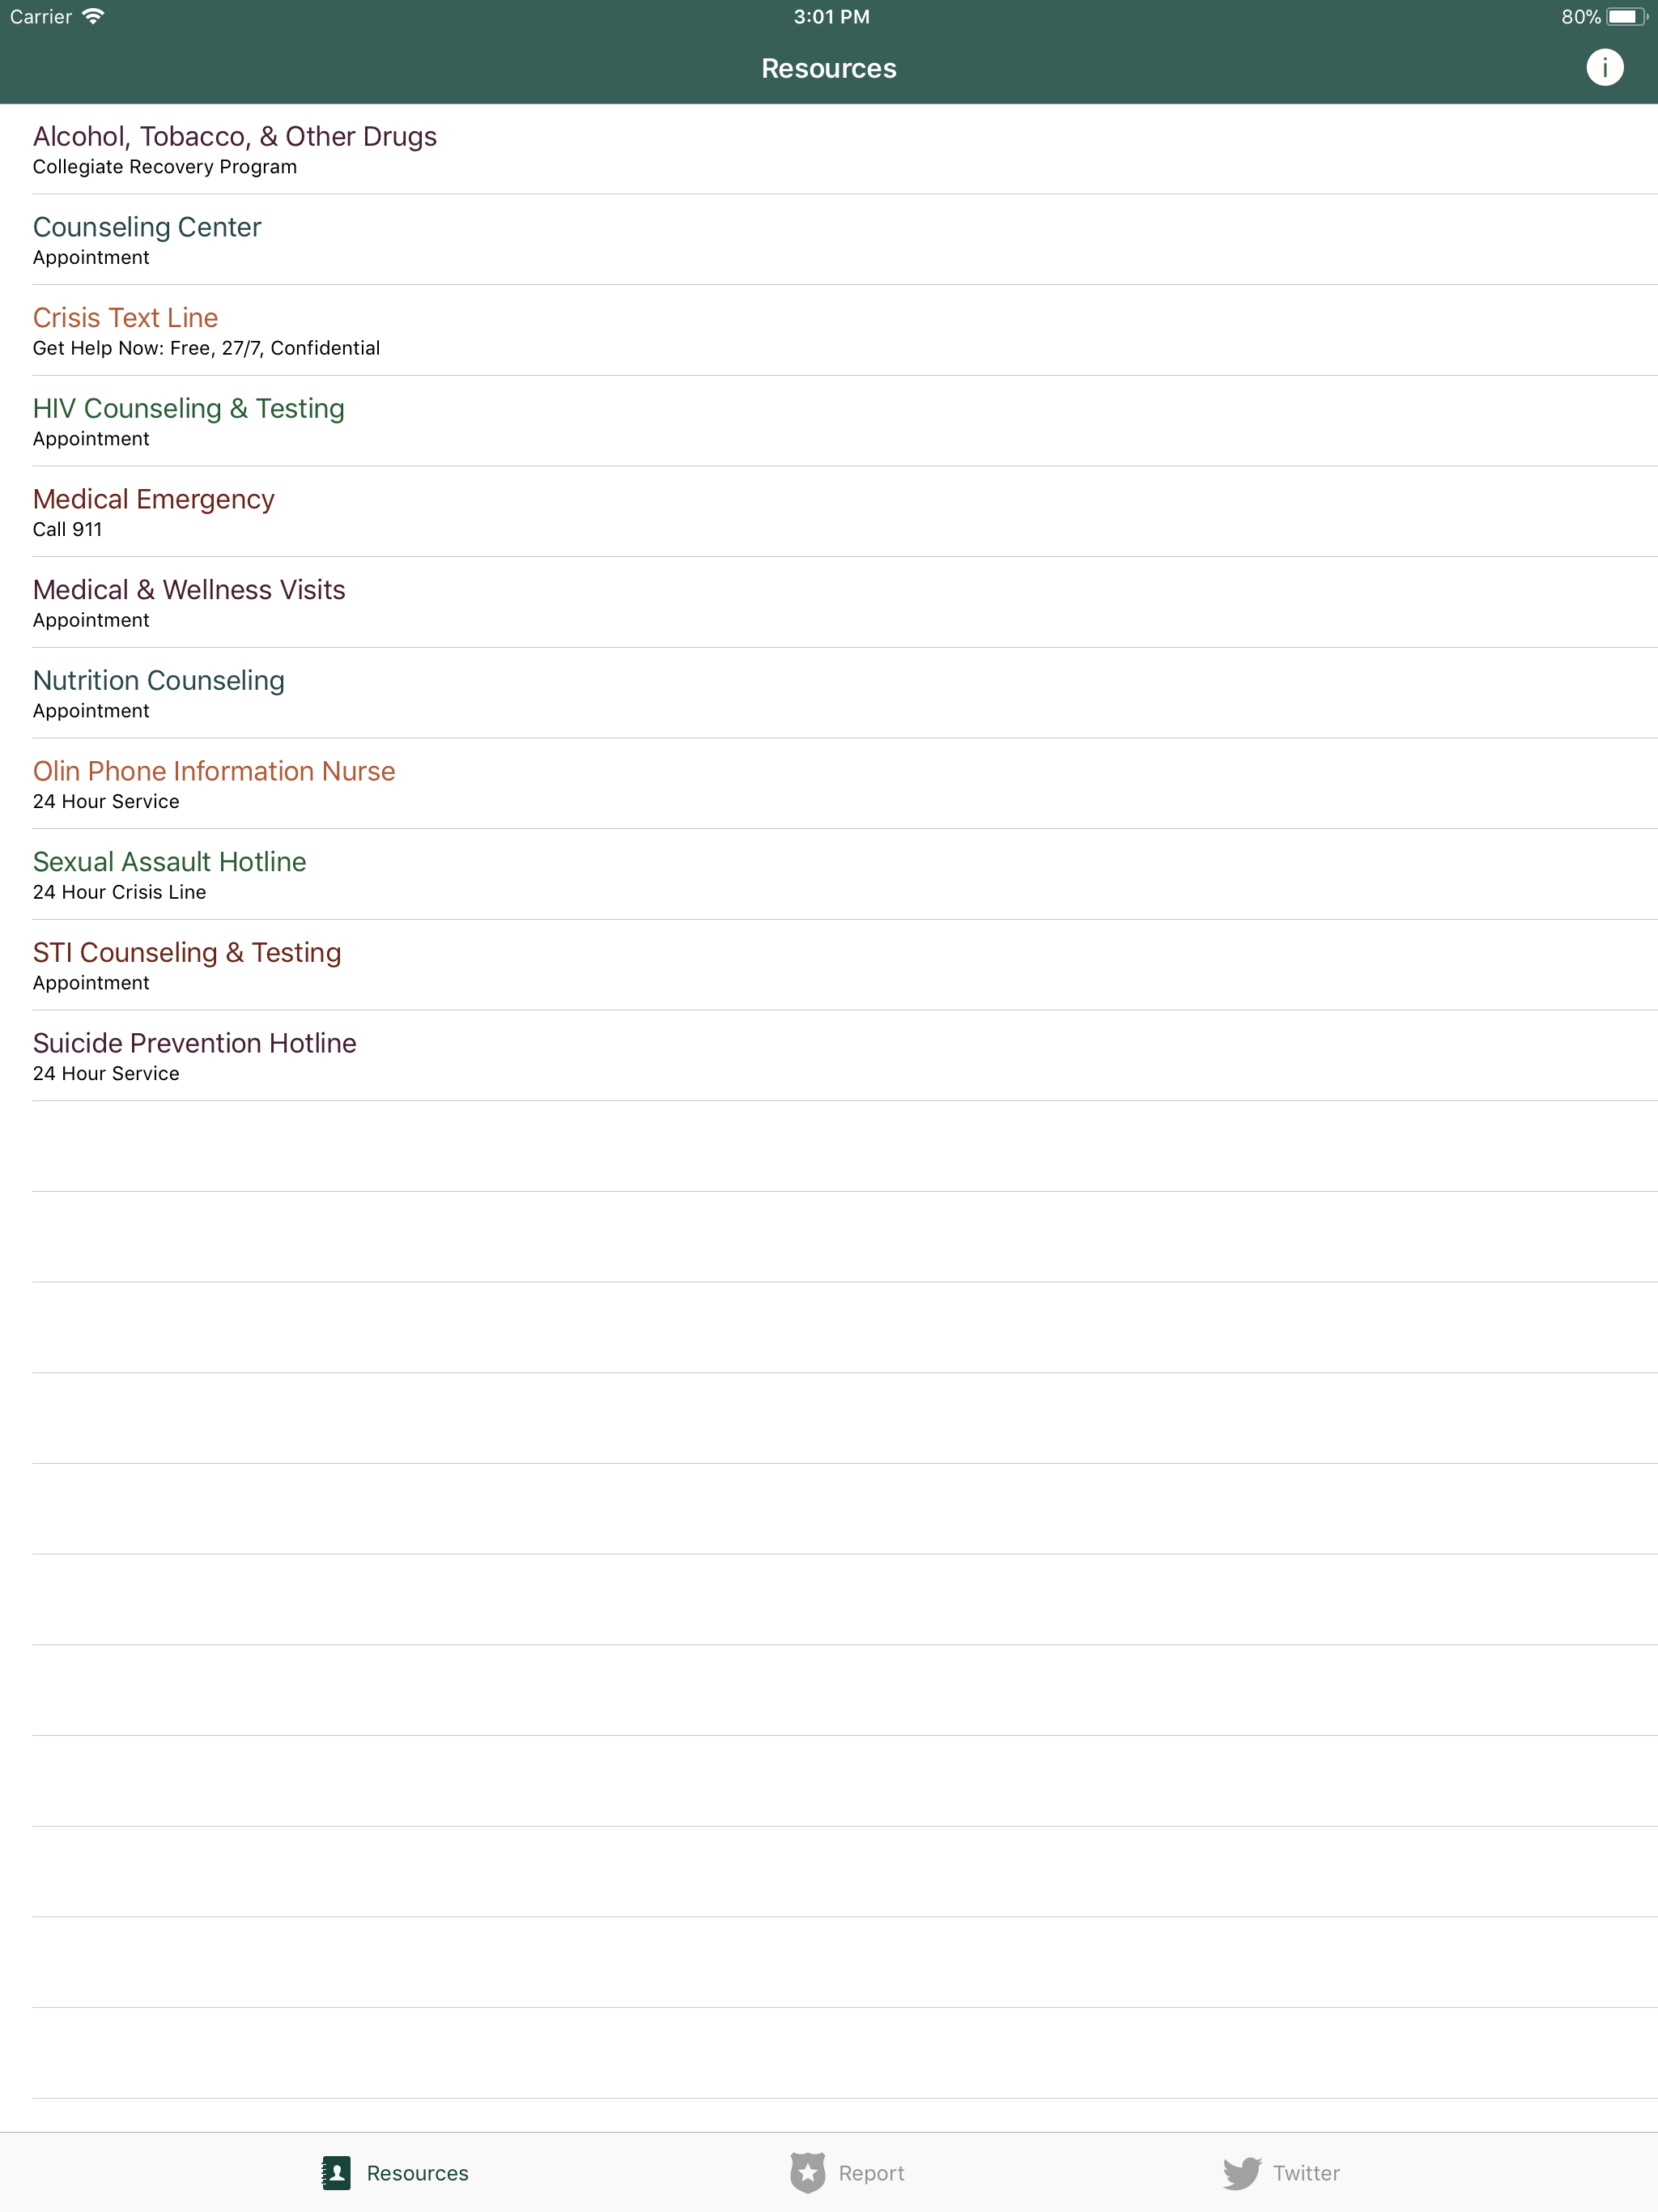 Carrier
3:01 PM
80%
Resources
i
Alcohol, Tobacco, & Other Drugs
Collegiate Recovery Program
Counseling Center
Appointment
Crisis Text Line
Get Help Now: Free, 27/7, Confidential
HIV Counseling & Testing
Appointment
Medical Emergency
Call 911
Medical & Wellness Visits
Appointment
Nutrition Counseling
Appointment
Olin Phone Information Nurse
24 Hour Service
Sexual Assault Hotline
24 Hour Crisis Line
STI Counseling & Testing
Appointment
Suicide Prevention Hotline
24 Hour Service
Resources
Report
Twitter